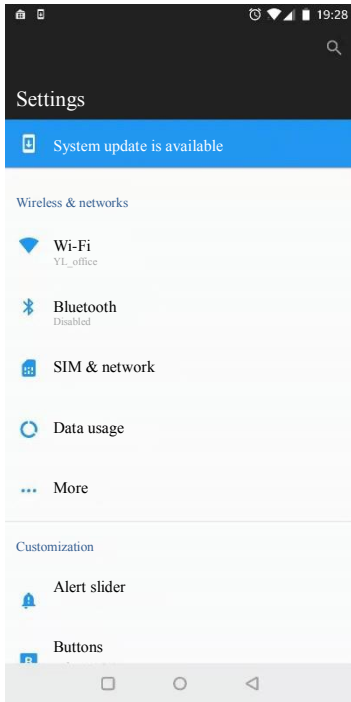 19:28
Settings
System update is available
Wireless & networks
Wi-Fi
YL_office
Bluetooth
Disabled
SIM & network
Data usage
More
Customization
Alert slider
Buttons